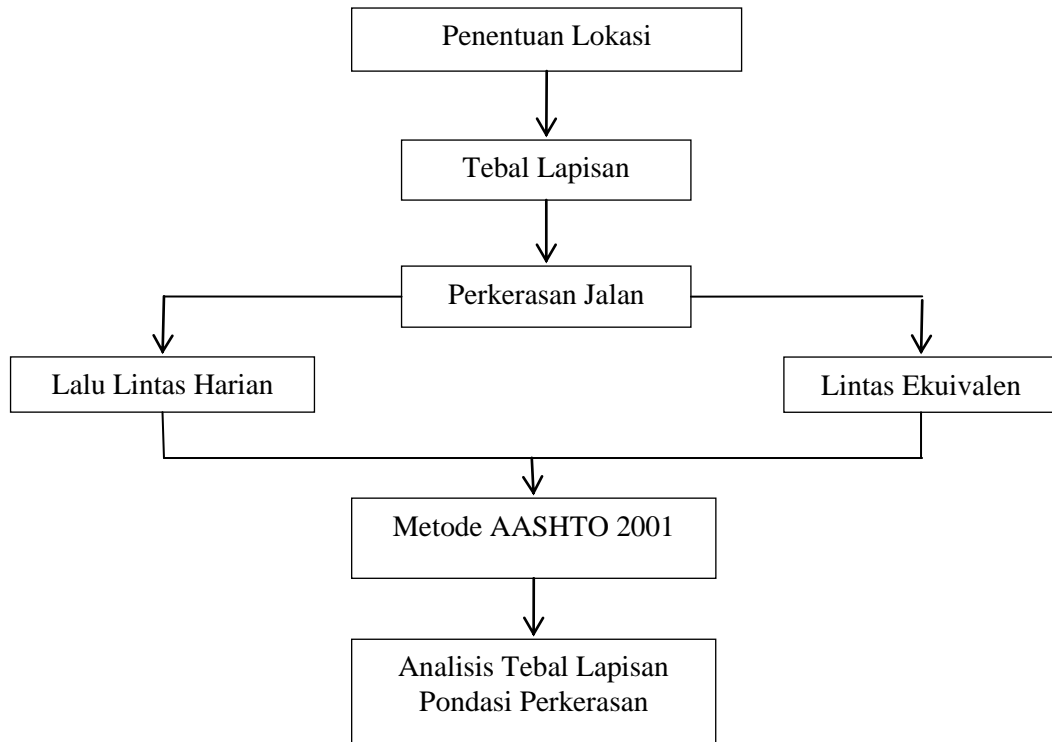 Penentuan Lokasi
Tebal Lapisan
Perkerasan Jalan
Lalu Lintas Harian
Lintas Ekuivalen
Metode AASHTO 2001
Analisis Tebal Lapisan
Pondasi Perkerasan